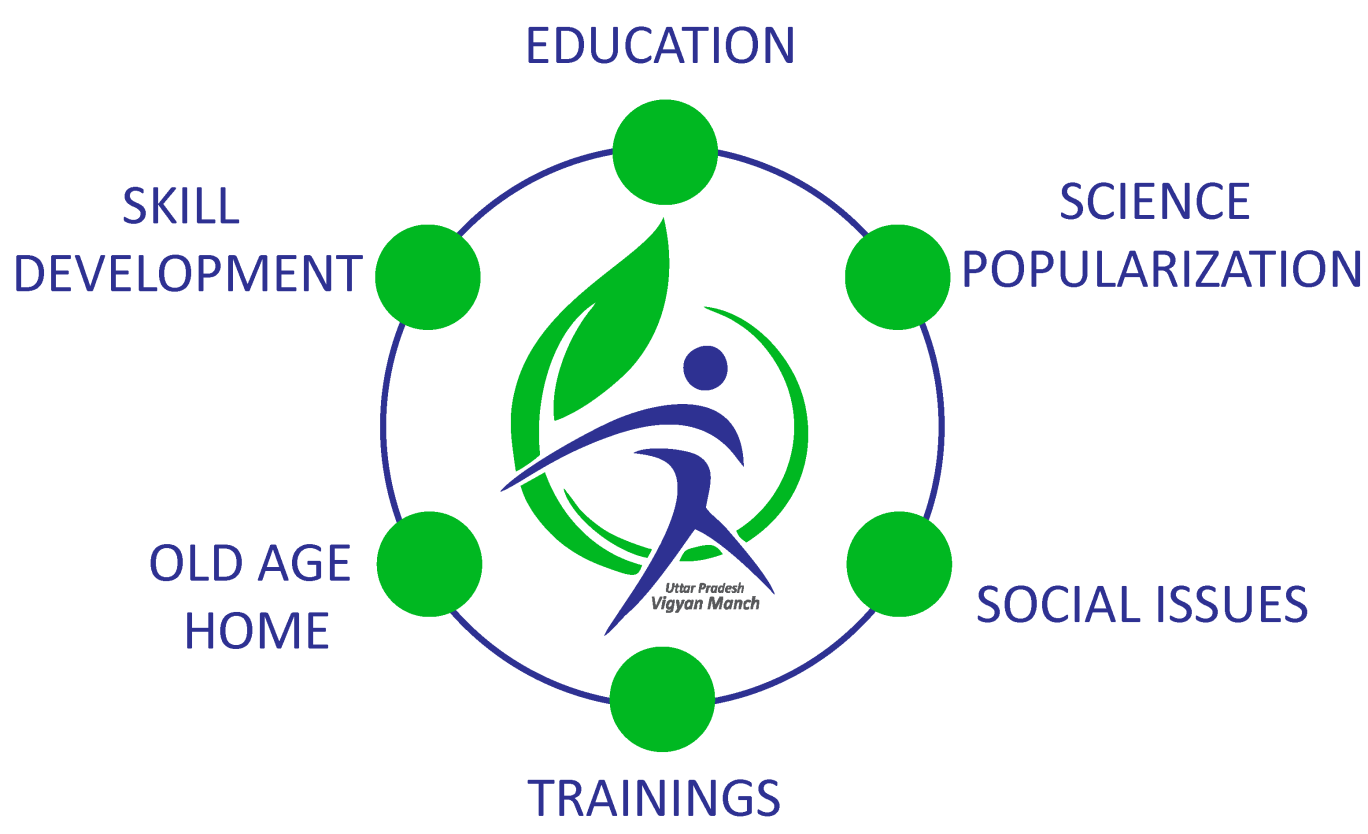 EDUCATION
SKILL
DEVELOPMENT
SCIENCE
POPULARIZATION
OLD AGE
HOME
Uttar Pradesh
Vigyan Manch
SOCIAL ISSUES
TRAININGS